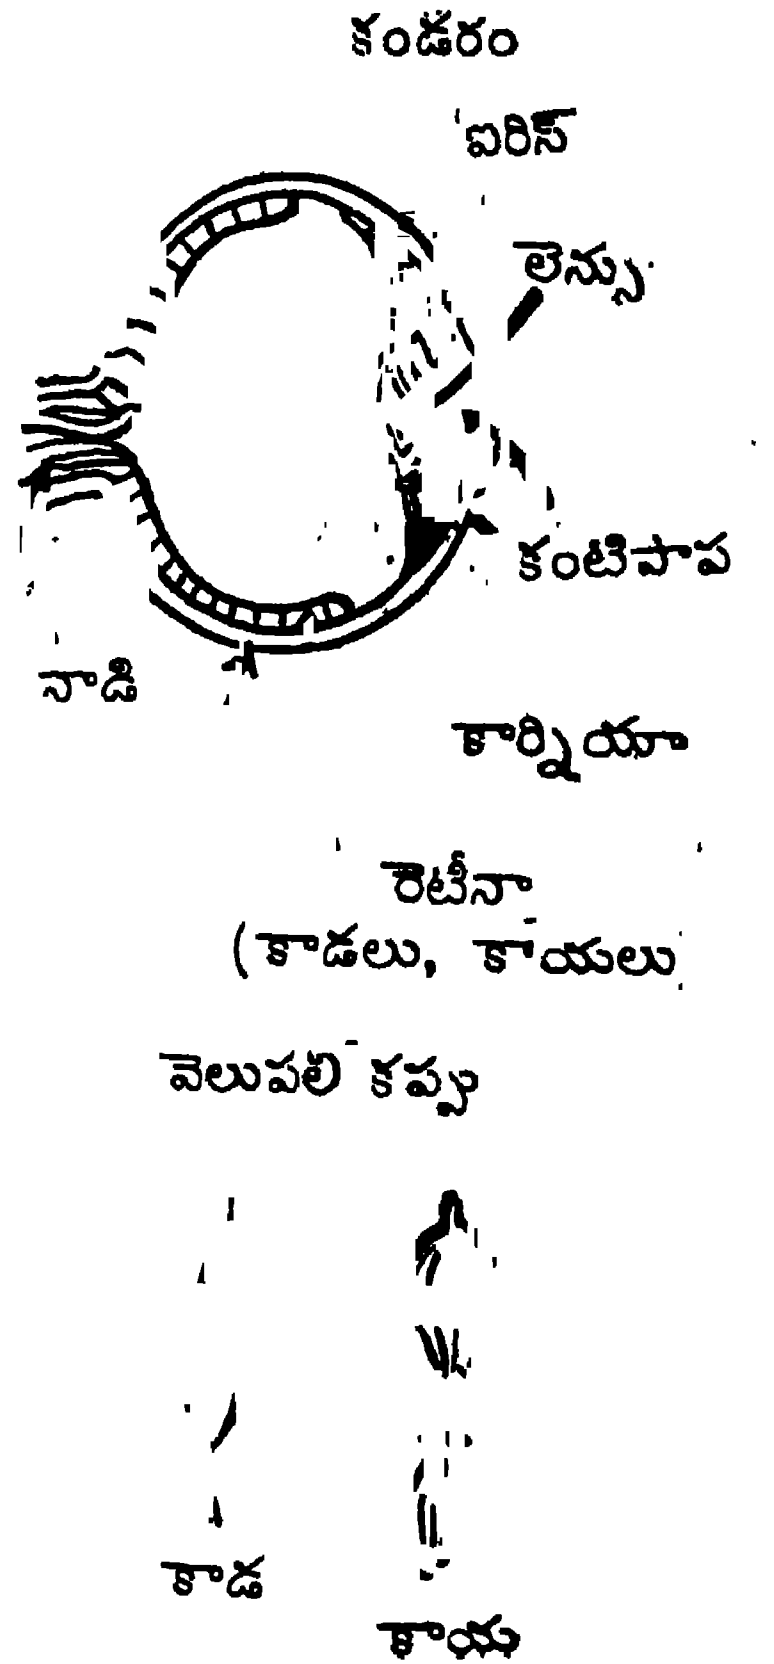 కండరం
ఐరిస్
లెన్సు
కంటిపాప
నాడి
కార్నియా
రెటీనా
(కాడలు, కాయలు
వెలుపలి కప్పు
కాడ
కాయ